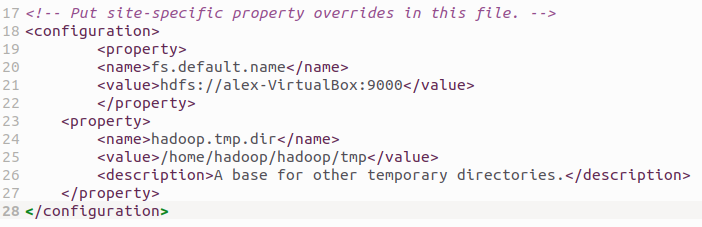 17 <!-- Put site-specific property overrides in this file. -->
18 <configuration>
19         <property>
20         <name>fs.default.name</name>
21         <value>hdfs://alex-VirtualBox:9000</value>
22         </property>
23     <property>
24         <name>hadoop.tmp.dir</name>
25         <value>/home/hadoop/hadoop/tmp</value>
26         <description>A base for other temporary directories.</description>
27     </property>
28 </configuration>